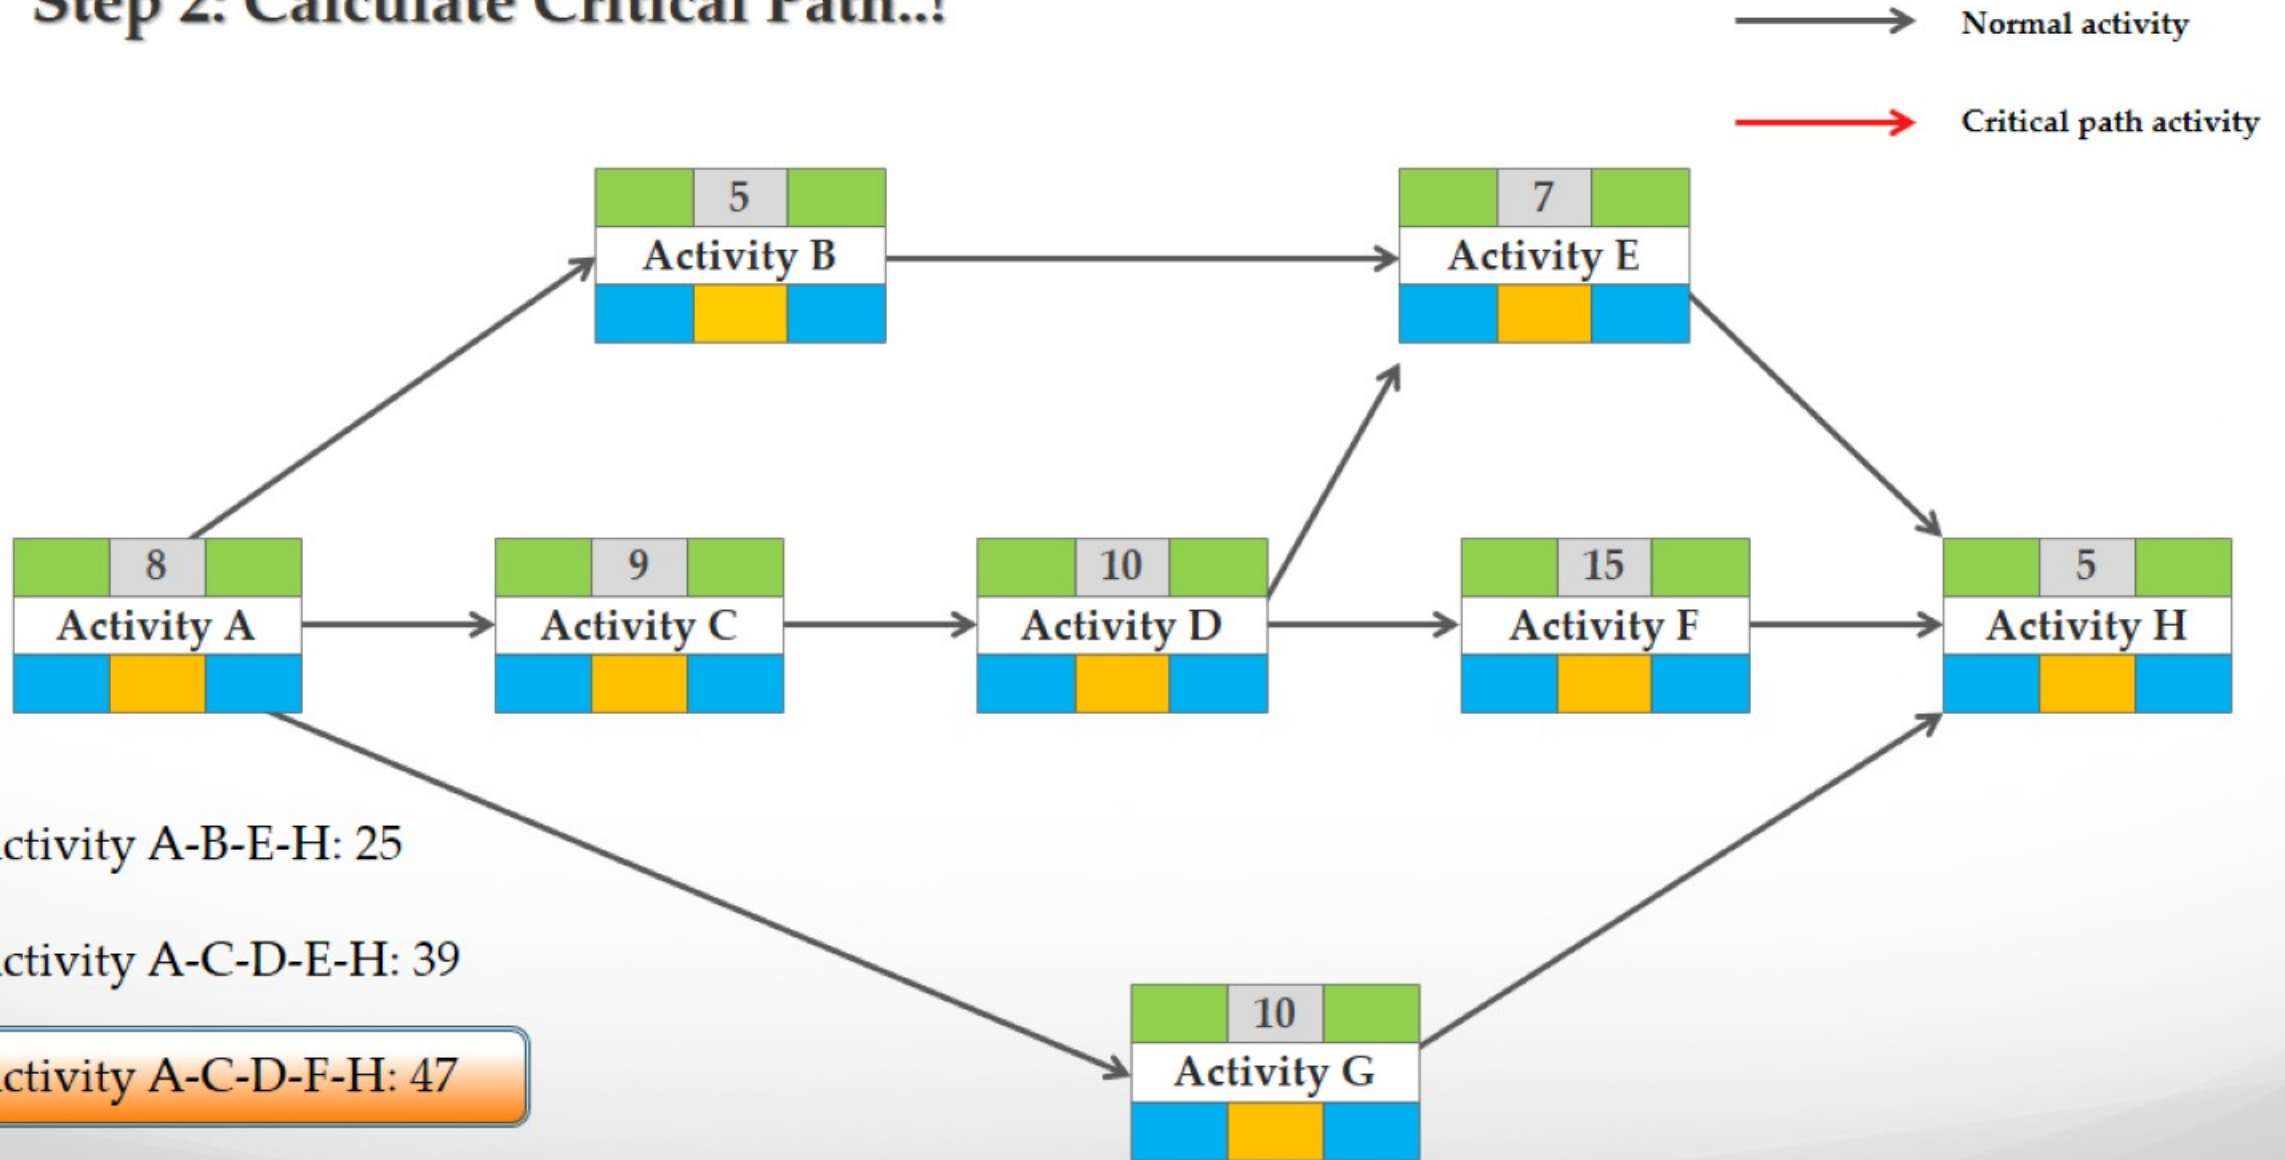 Step 2: Calculate Critical Path..!
Normal activity
Critical path activity
5
Activity B
7
Activity E
8
Activity A
9
Activity C
10
Activity D
15
Activity F
5
Activity H
ctivity A-B-E-H: 25
ctivity A-C-D-E-H: 39
ctivity A-C-D-F-H: 47
10
Activity G